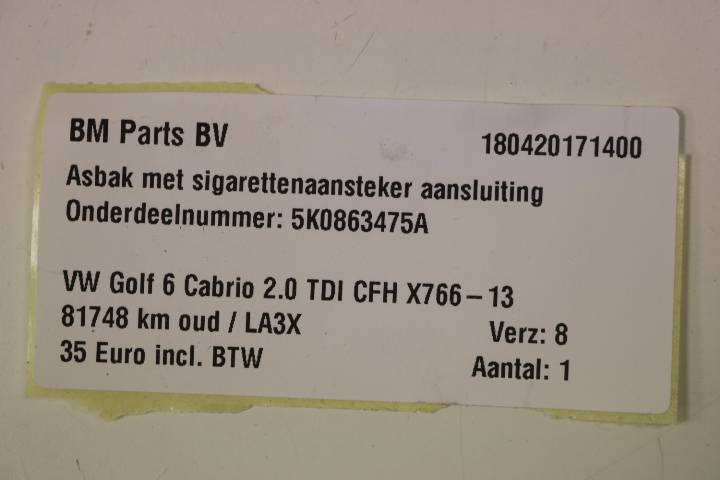 BM Parts BV 180420171400
Asbak met sigarettenaansteker aansluiting
Onderdeelnummer: 5K0863475A
VW Golf 6 Cabrio 2.0 TDI CFH X766-13
81748 km oud / LA3X Verz: 8
35 Euro incl. BTW Aantal: 1